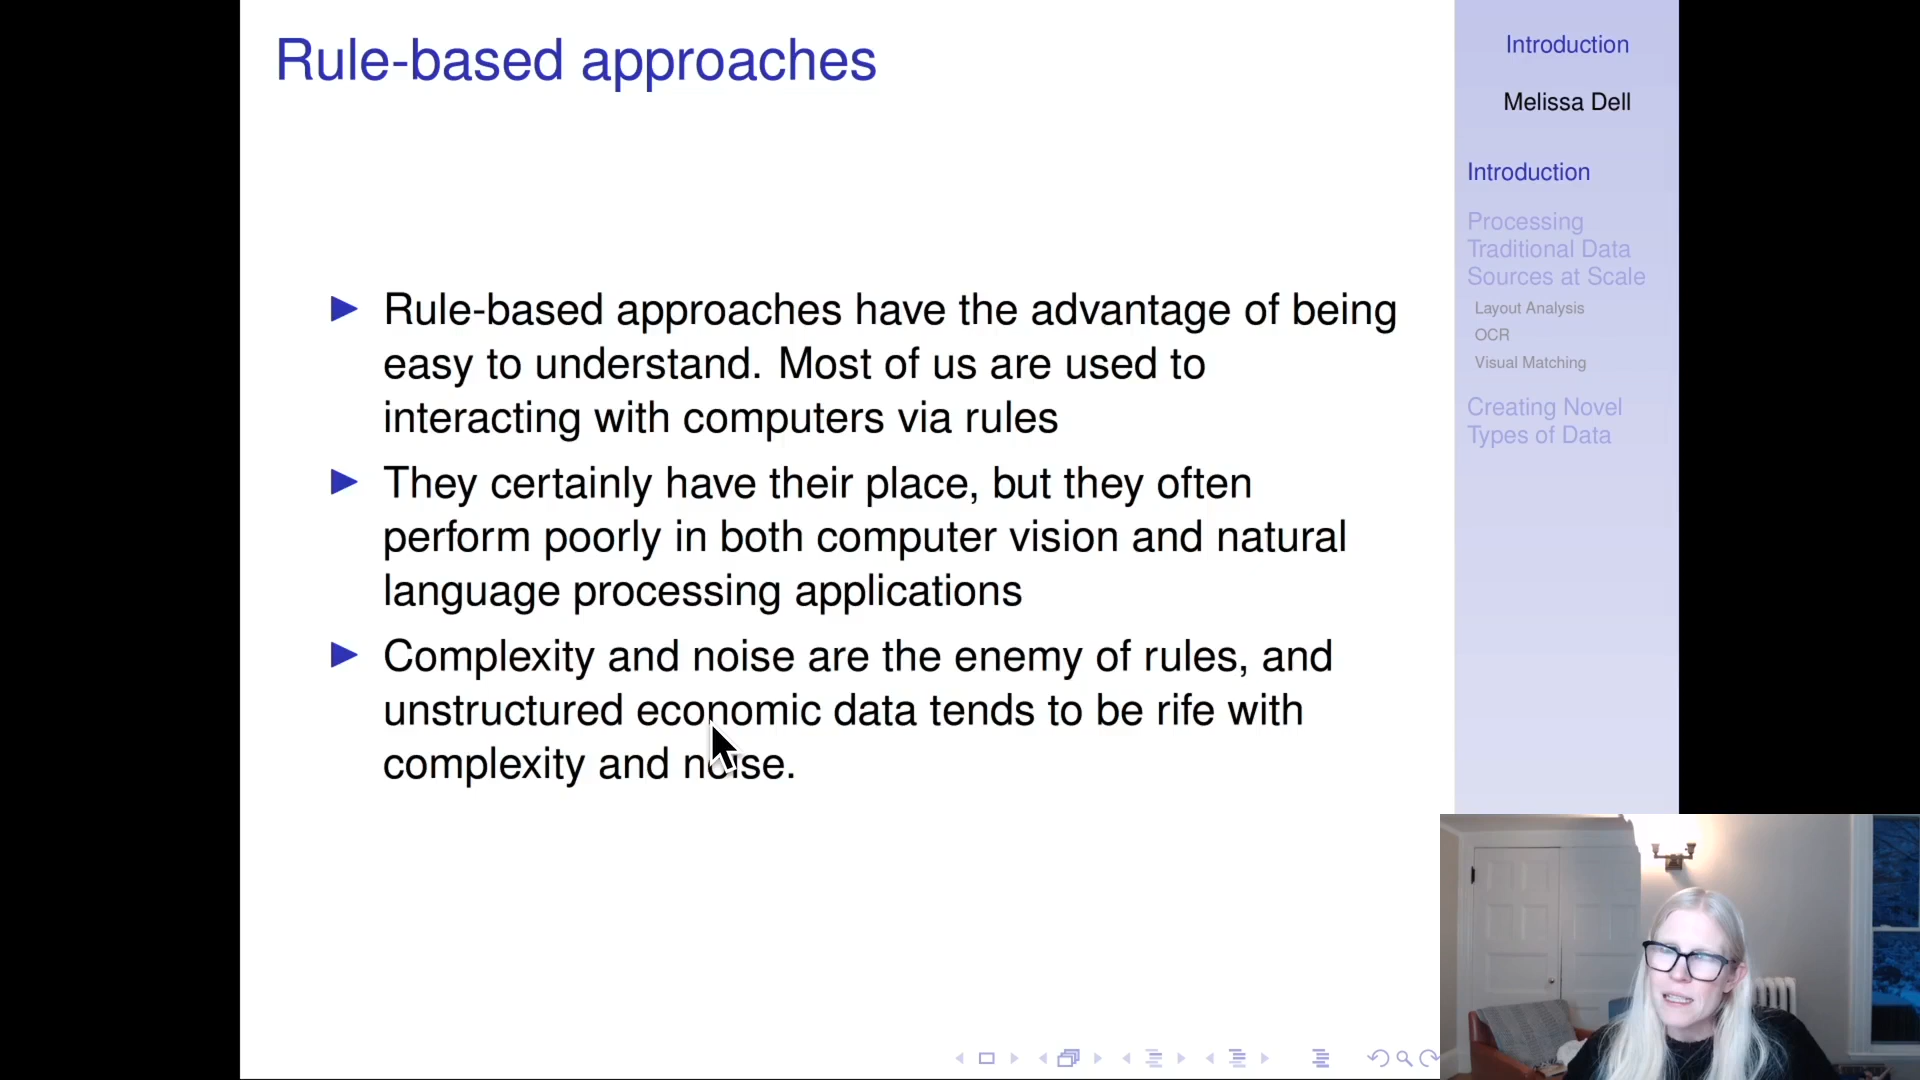 Rule-based approaches
Rule-based approaches have the advantage of being
easy to understand. Most of us are used to
interacting with computers via rules
They certainly have their place, but they often
perform poorly in both computer vision and natural
language processing applications
Complexity and noise are the enemy of rules, and
unstructured economic data tends to be rife with
complexity and noise.
Introduction
Melissa Dell
Introduction
Processing
Traditional Data
Sources at Scale
Layout Analysis
OCR
Visual Matching
Creating Novel
Types of Data